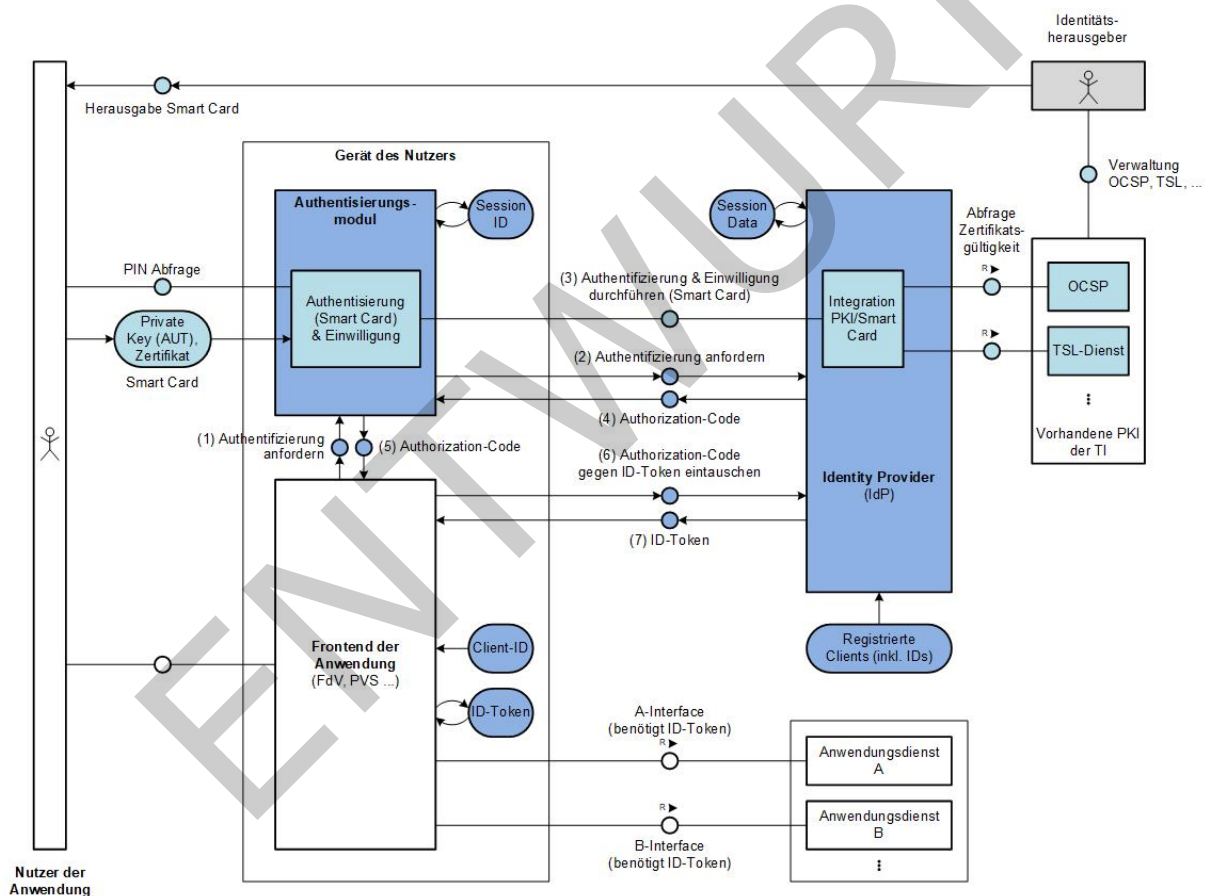 Identitäts-
herausgeber
Herausgabe Smart Card
Verwaltung
OCSP, TSL, ...
Gerät des Nutzers
Authentisierungs-
modul
Session
ID
Session
Data
Abfrage
Zertifikats-
gültigkeit
PIN Abfrage
Private
Key (AUT),
Zertifikat
Smart Card
Authentisierung
(Smart Card)
& Einwilligung
(3) Authentifizierung & Einwilligung
durchführen (Smart Card)
Integration
PKI/Smart
Card
R
OCSP
R
TSL-Dienst
Vorhandene PKI
der TI
(2) Authentifizierung anfordern
(4) Authorization-Code
(1) Authentifizierung
anfordern
(5) Authorization-Code
(6) Authorization-Code
gegen ID-Token eintauschen
(7) ID-Token
Identity Provider
(IdP)
Registrierte
Clients (inkl. IDs)
Frontend der
Anwendung
(FdV, PVS ...)
Client-ID
ID-Token
A-Interface
(benötigt ID-Token)
R
Anwendungsdienst
A
R
B-Interface
(benötigt ID-Token)
Anwendungsdienst
B
Nutzer der
Anwendung
ENTWURF